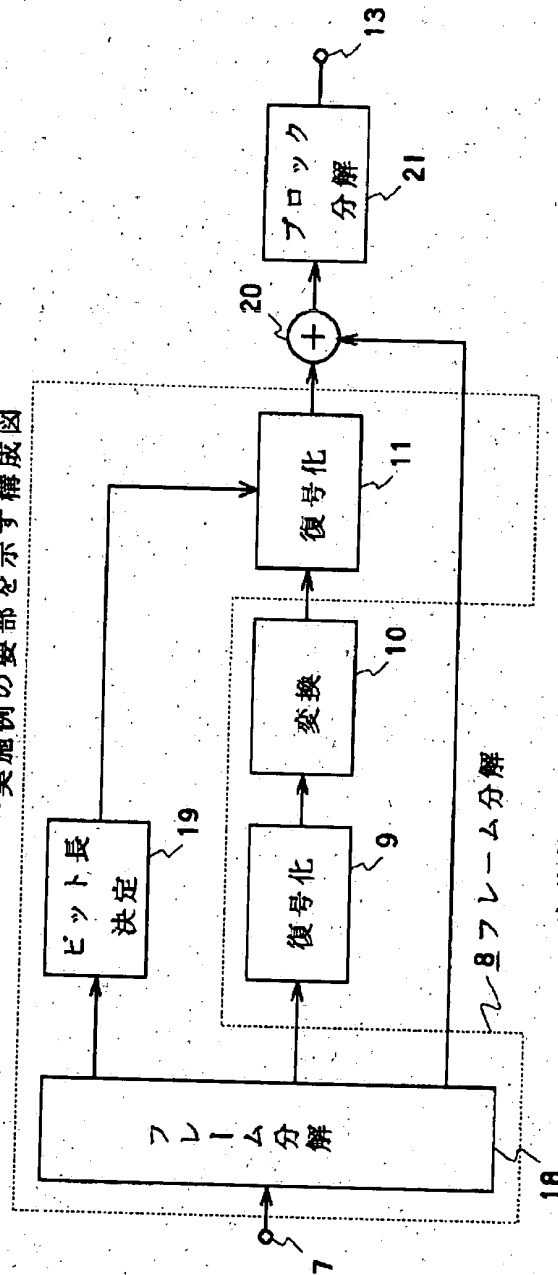 実施例の要部を示す構成図
7
フレーム分解
18
ビット長
決定
19
復号化
9
変換
10
復号化
11
20
+
ブロック
分解
21
13
8フレーム分解